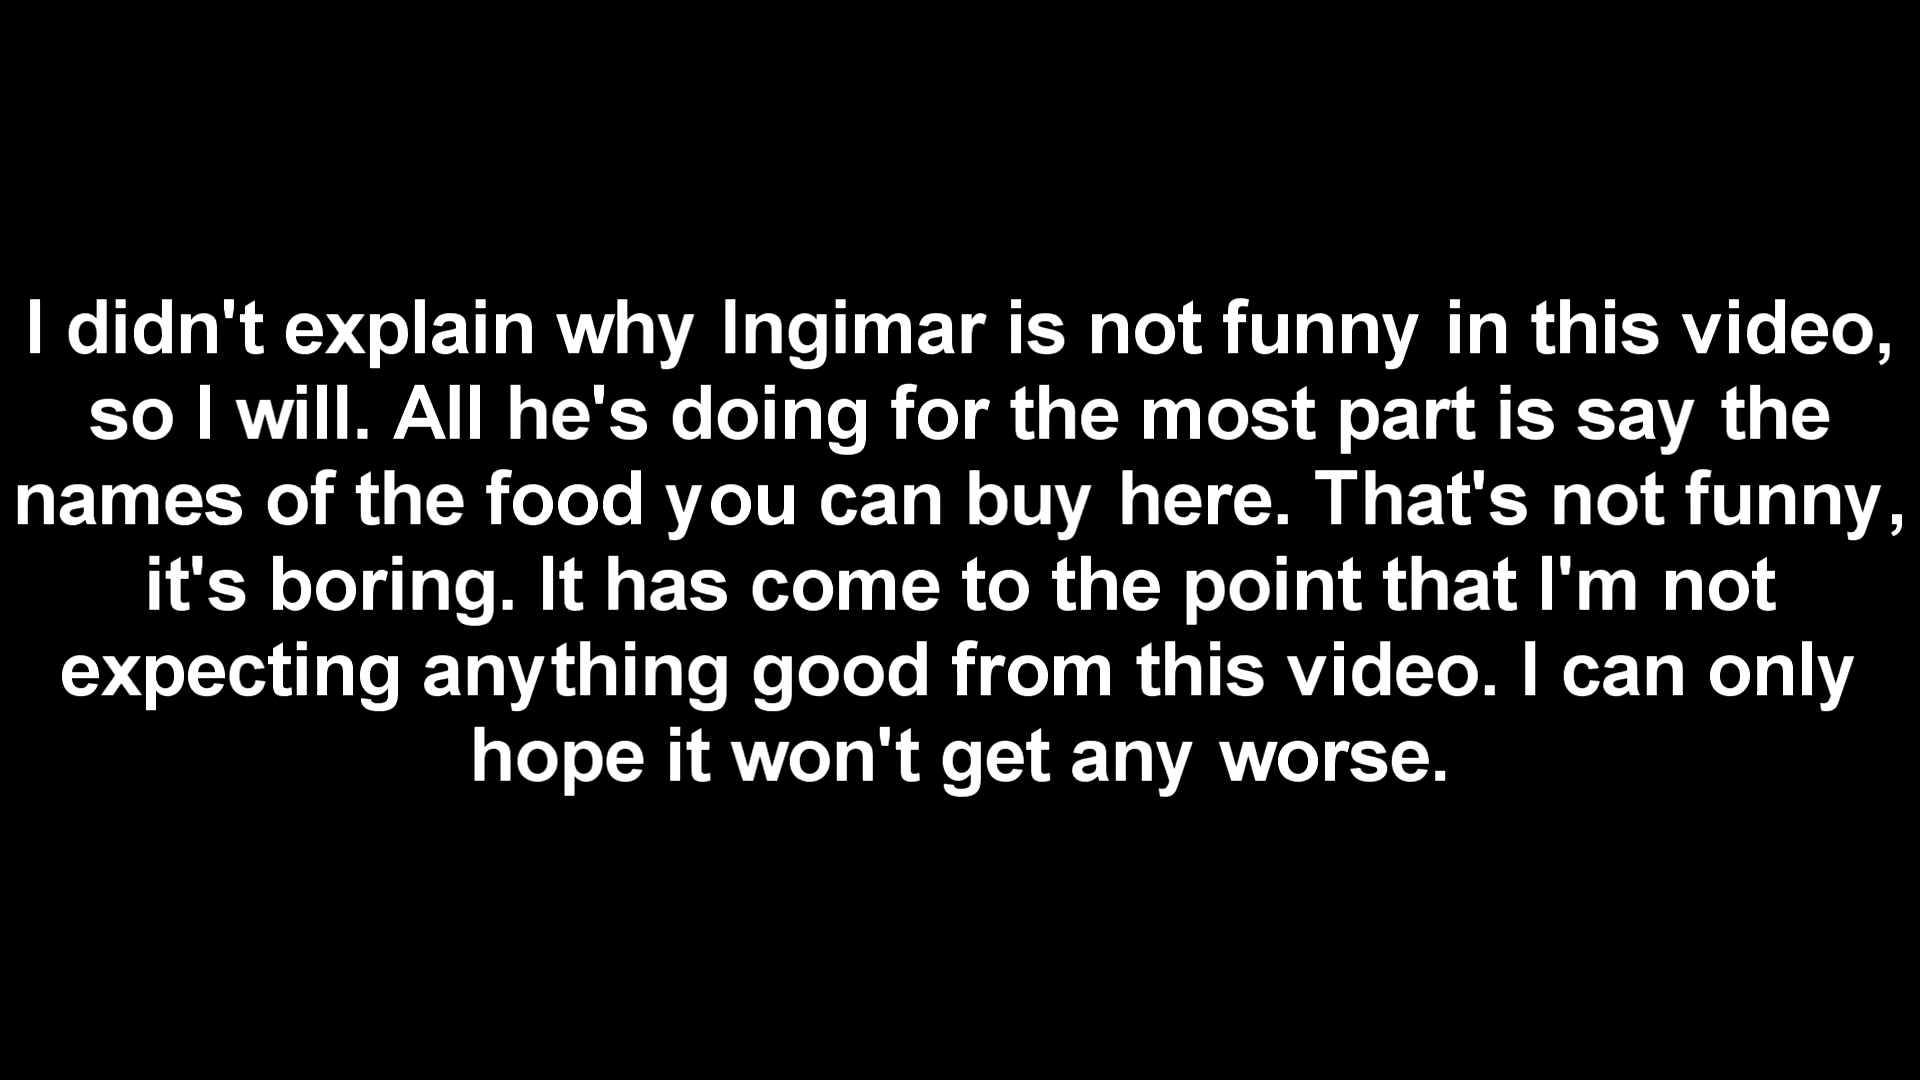 I didn't explain why Ingimar is not funny in this video,
so I will. All he's doing for the most part is say the
names of the food you can buy here. That's not funny,
it's boring. It has come to the point that I'm not
expecting anything good from this video. I can only
hope it won't get any worse.